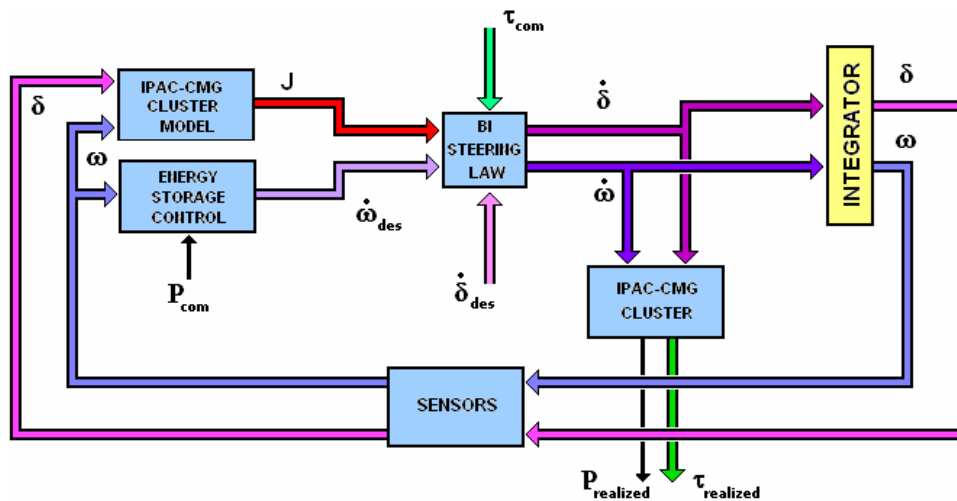 τcom
δ
IPAC-CMG
CLUSTER
MODEL
J
ω
ENERGY
STORAGE
CONTROL
ω̇des
Pcom
BI
STEERING
LAW
δ̇des
δ̇
ω̇
INTEGRATOR
δ
ω
IPAC-CMG
CLUSTER
SENSORS
Prealized
τrealized